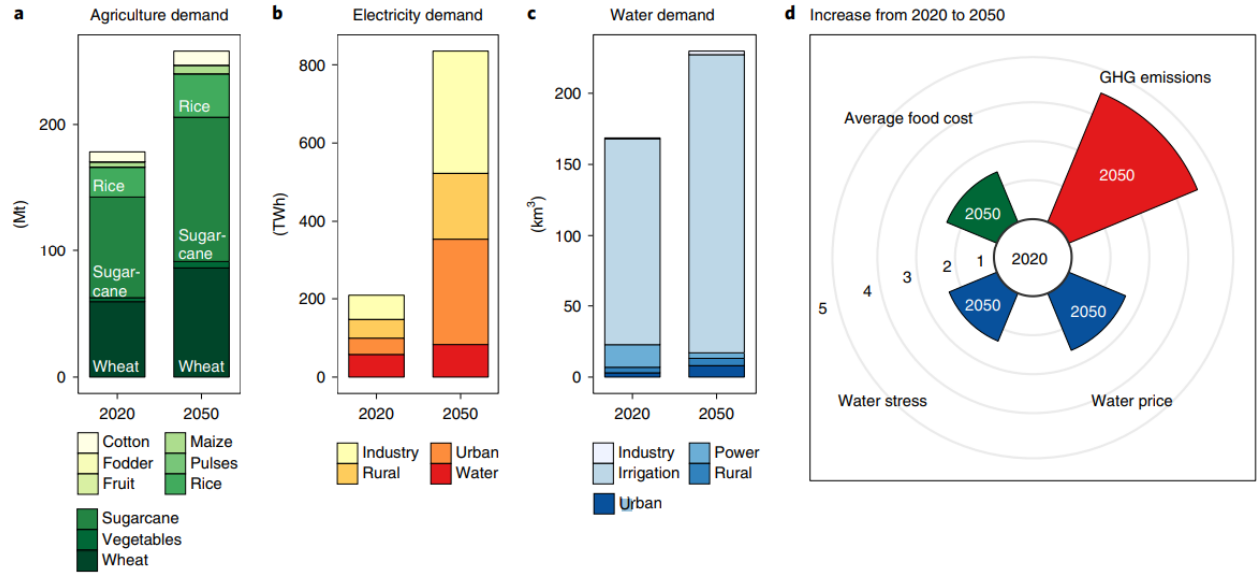 a Agriculture demand
(Mt)
200
100
0
Rice
Sugar-
cane
Wheat
Rice
Sugar-
cane
Wheat
2020 2050
Cotton Maize
Fodder Pulses
Fruit Rice
Sugarcane
Vegetables
Wheat
b Electricity demand
(TWh)
800
600
400
200
0
2020 2050
Industry Urban
Rural Water
c Water demand
(km³)
200
150
100
50
0
2020 2050
Industry Power
Irrigation Rural
Urban
d Increase from 2020 to 2050
GHG emissions
Average food cost
2050
2050
2020
1
2
3
4
5
2050
2050
Water stress
Water price